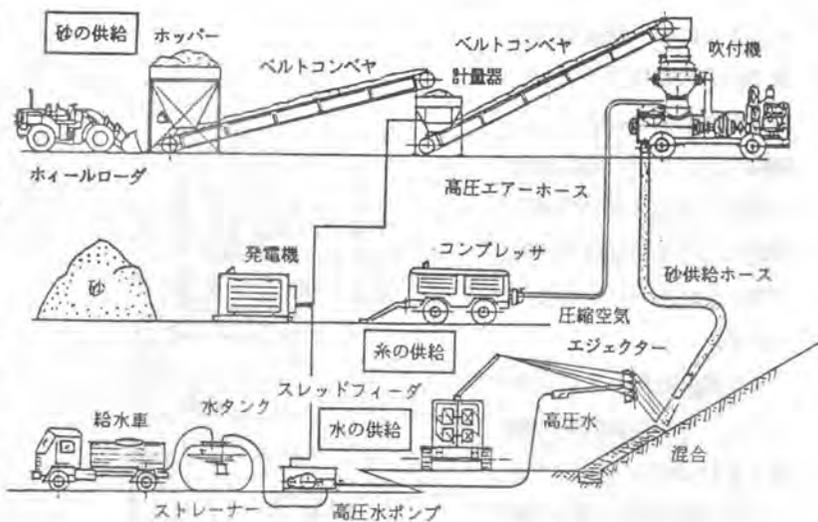 砂の供給
ホッパー
ベルトコンベヤ
ベルトコンベヤ
計量器
吹付機
ホィールローダ
高圧エアーホース
発電機
コンプレッサ
砂供給ホース
砂
圧縮空気
糸の供給
エジェクター
スレッドフィーダ
給水車
水タンク
水の供給
高圧水
混合
ストレーナー
高圧水ポンプ